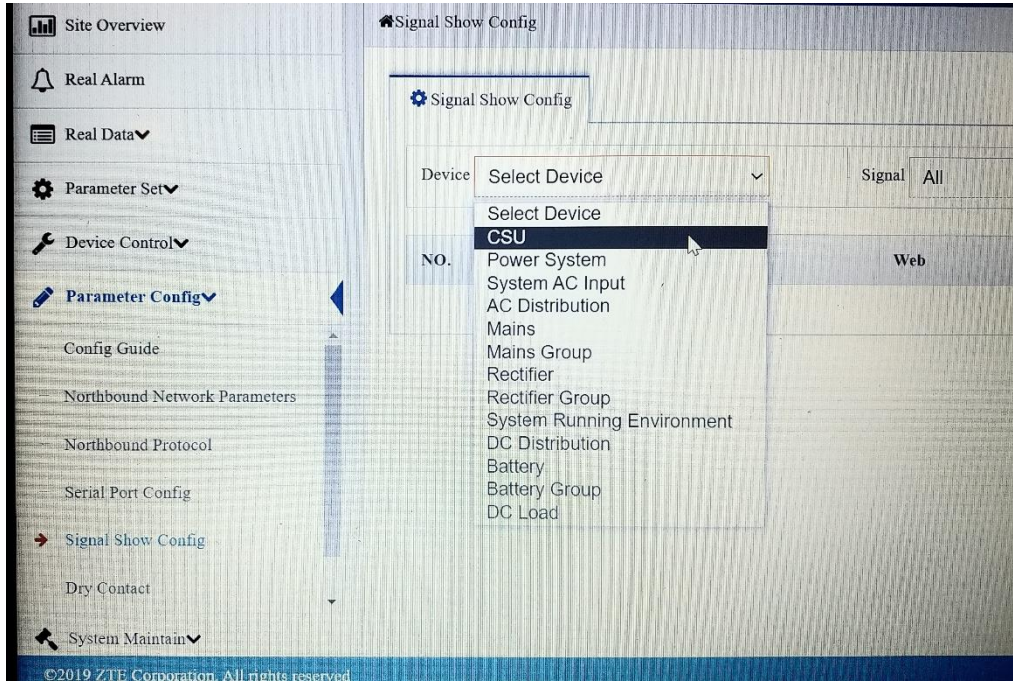 Site Overview
Real Alarm
Real Data
Parameter Set
Device Control
Parameter Config
Config Guide
Northbound Network Parameters
Northbound Protocol
Serial Port Config
Signal Show Config
Dry Contact
System Maintain
©2019 ZTE Corporation. All rights reserved
Signal Show Config
Signal Show Config
Device Select Device Signal All
Select Device
CSU
Power System
System AC Input
AC Distribution
Mains
Mains Group
Rectifier
Rectifier Group
System Running Environment
DC Distribution
Battery
Battery Group
DC Load
NO. Web